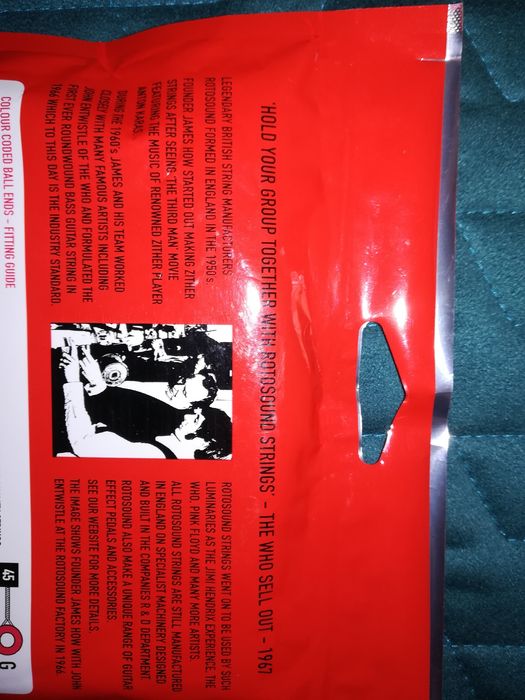 'HOLD YOUR GROUP TOGETHER WITH ROTOSOUND STRINGS' – THE WHO SELL OUT – 1967
LEGENDARY BRITISH STRING MANUFACTURERS
ROTOSOUND FORMED IN ENGLAND IN THE 1950's
FOUNDER JAMES HOW STARTED OUT MAKING ZITHER
STRINGS AFTER SEEING 'THE THIRD MAN' MOVIE
FEATURING THE MUSIC OF RENOWNED ZITHER PLAYER
ANTON KARAS.
DURING THE 1960's JAMES AND HIS TEAM WORKED
CLOSELY WITH MANY FAMOUS ARTISTS INCLUDING
JOHN ENTWISTLE OF THE WHO AND FORMULATED THE
FIRST EVER ROUNDWOUND BASS GUITAR STRING IN
1966 WHICH TO THIS DAY IS THE INDUSTRY STANDARD.
ROTOSOUND STRINGS WENT ON TO BE USED BY SUCH
LUMINARIES AS THE JIMI HENDRIX EXPERIENCE, THE
WHO, PINK FLOYD AND MANY MORE ARTISTS.
ALL ROTOSOUND STRINGS ARE STILL MANUFACTURED
IN ENGLAND ON SPECIALIST MACHINERY DESIGNED
AND BUILT IN THE COMPANIES R & D DEPARTMENT.
ROTOSOUND ALSO MAKE A UNIQUE RANGE OF GUITAR
EFFECT PEDALS AND ACCESSORIES.
SEE OUR WEBSITE FOR MORE DETAILS.
THE IMAGE SHOWS FOUNDER JAMES HOW WITH JOHN
ENTWISTLE AT THE ROTOSOUND FACTORY IN 1966
COLOUR CODED BALL ENDS – FITTING GUIDE
45
G